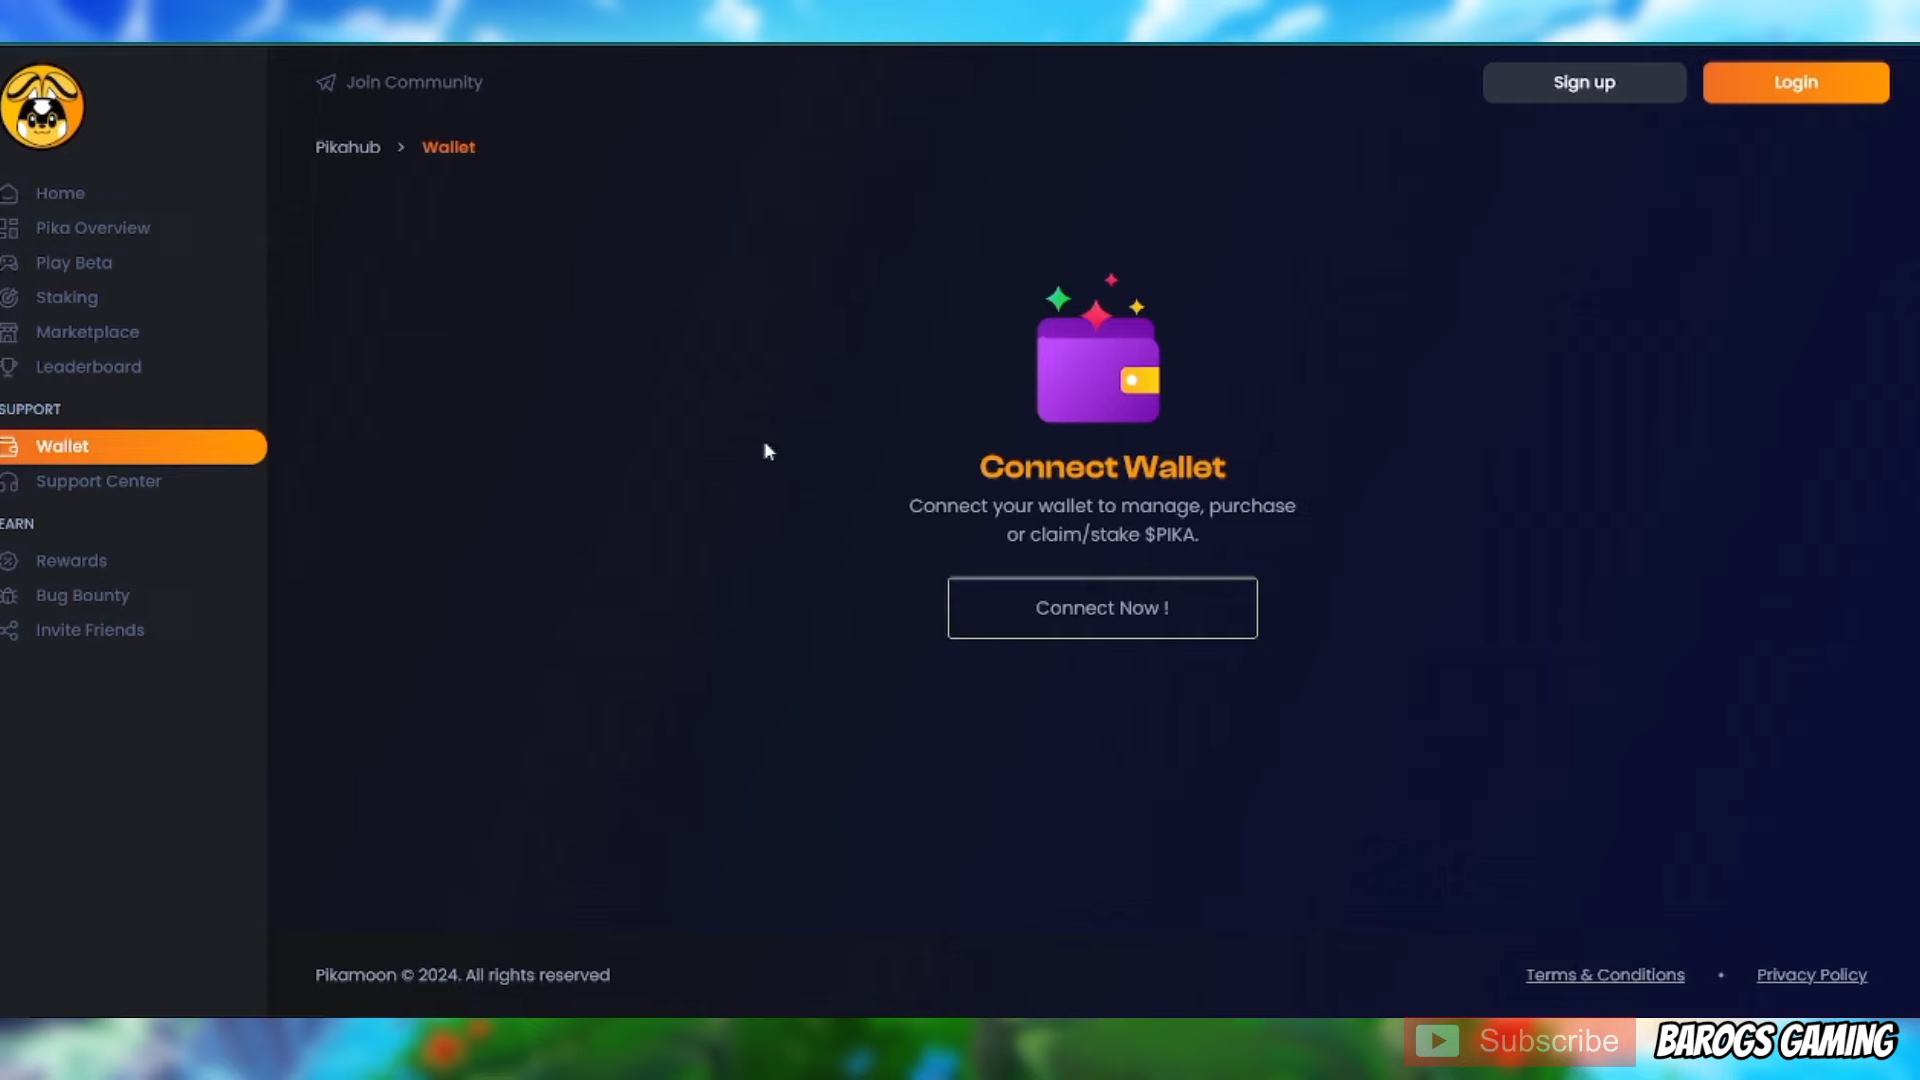 Join Community
Sign up
Login
Pikahub > Wallet
Home
Pika Overview
Play Beta
Staking
Marketplace
Leaderboard
SUPPORT
Wallet
Support Center
EARN
Rewards
Bug Bounty
Invite Friends
Connect Wallet
Connect your wallet to manage, purchase
or claim/stake $PIKA.
Connect Now !
Pikamoon © 2024. All rights reserved
Terms & Conditions • Privacy Policy
Subscribe
BAROGS GAMING